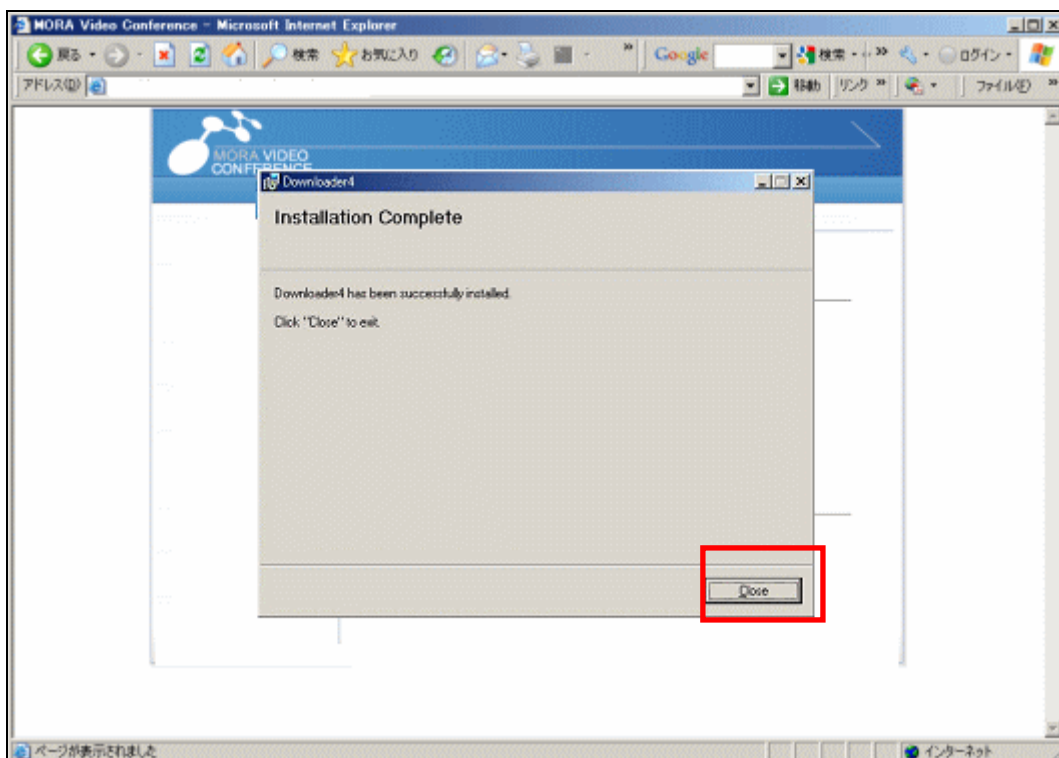 MORA Video Conference - Microsoft Internet Explorer
戻る 検索 お気に入り Google 検索 ログイン
アドレス(D) 移動 リンク ファイル(F)
MORA VIDEO
CONFERENCE
Downloader4
Installation Complete
Downloader4 has been successfully installed.
Click "Close" to exit.
Close
ページが表示されました インターネット